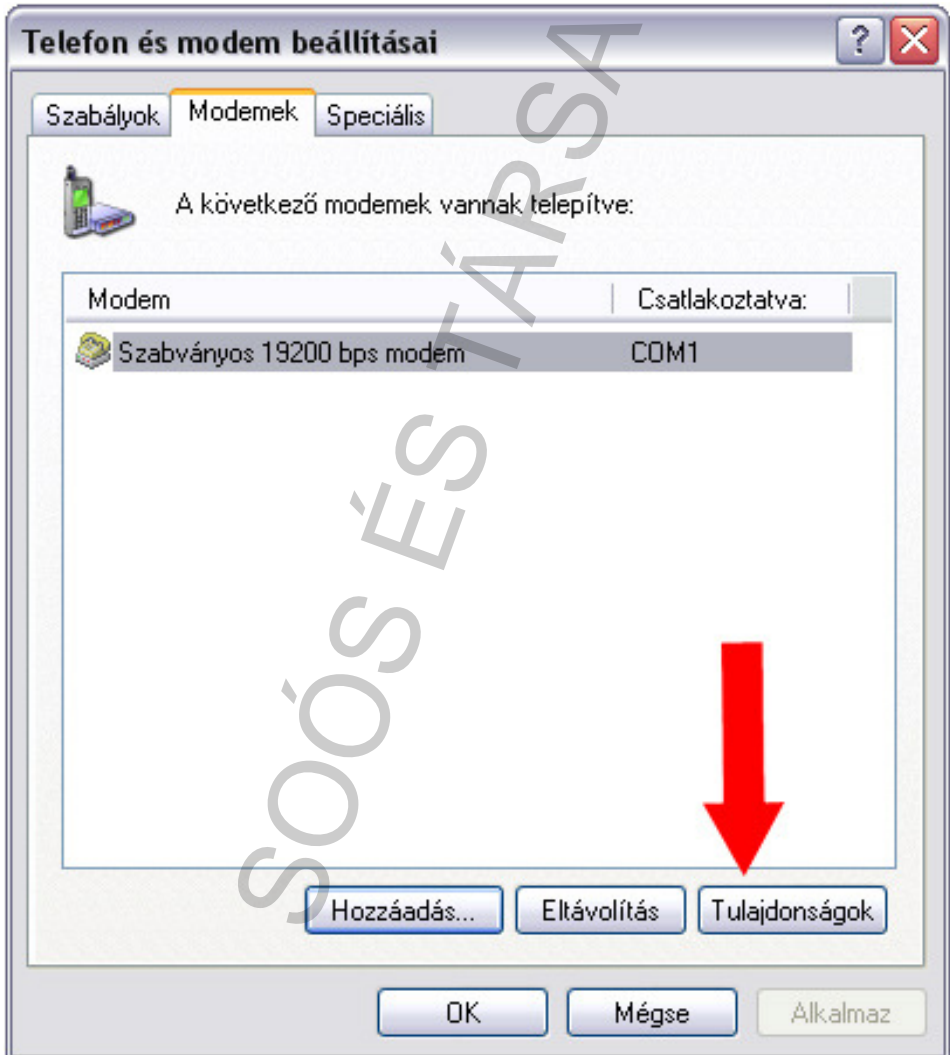 Telefon és modem beállításai
?
Szabályok Modemek Speciális
A következő modemek vannak telepítve:
Modem Csatlakoztatva:
Szabványos 19200 bps modem COM1
Hozzáadás... Eltávolítás Tulajdonságok
OK Mégse Alkalmaz
SOÓS ÉS TÁRSA